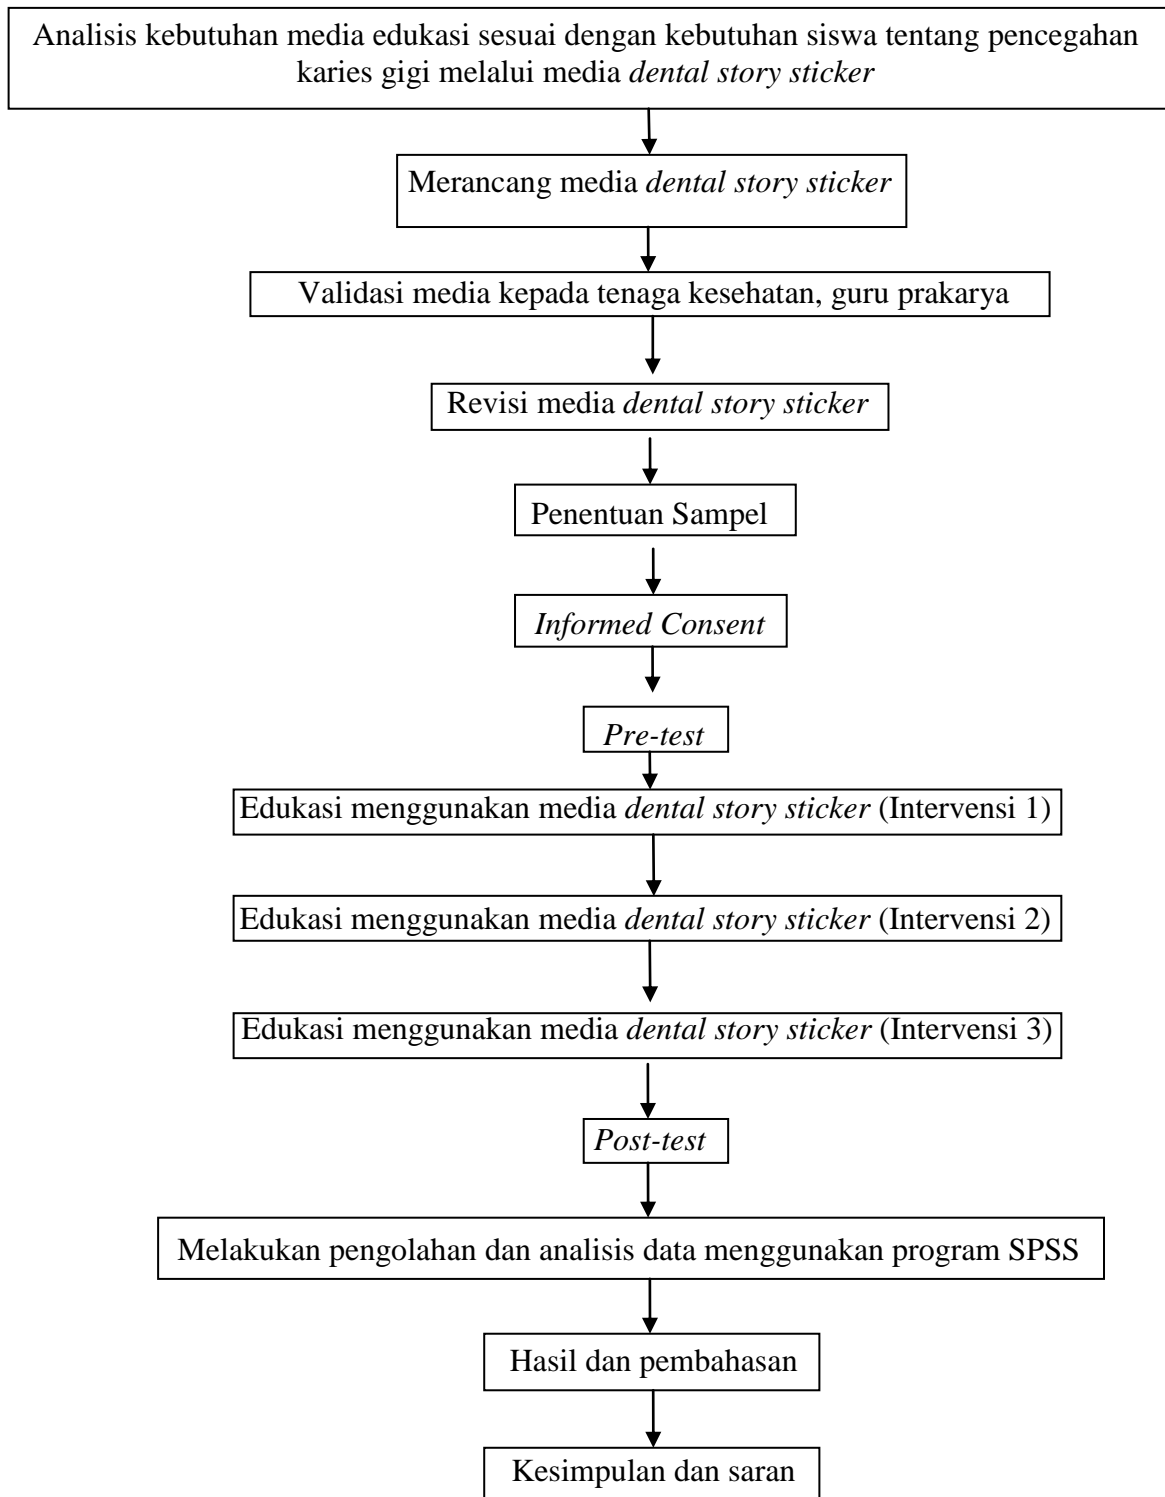 Analisis kebutuhan media edukasi sesuai dengan kebutuhan siswa tentang pencegahan
karies gigi melalui media dental story sticker
Merancang media dental story sticker
Validasi media kepada tenaga kesehatan, guru prakarya
Revisi media dental story sticker
Penentuan Sampel
Informed Consent
Pre-test
Edukasi menggunakan media dental story sticker (Intervensi 1)
Edukasi menggunakan media dental story sticker (Intervensi 2)
Edukasi menggunakan media dental story sticker (Intervensi 3)
Post-test
Melakukan pengolahan dan analisis data menggunakan program SPSS
Hasil dan pembahasan
Kesimpulan dan saran